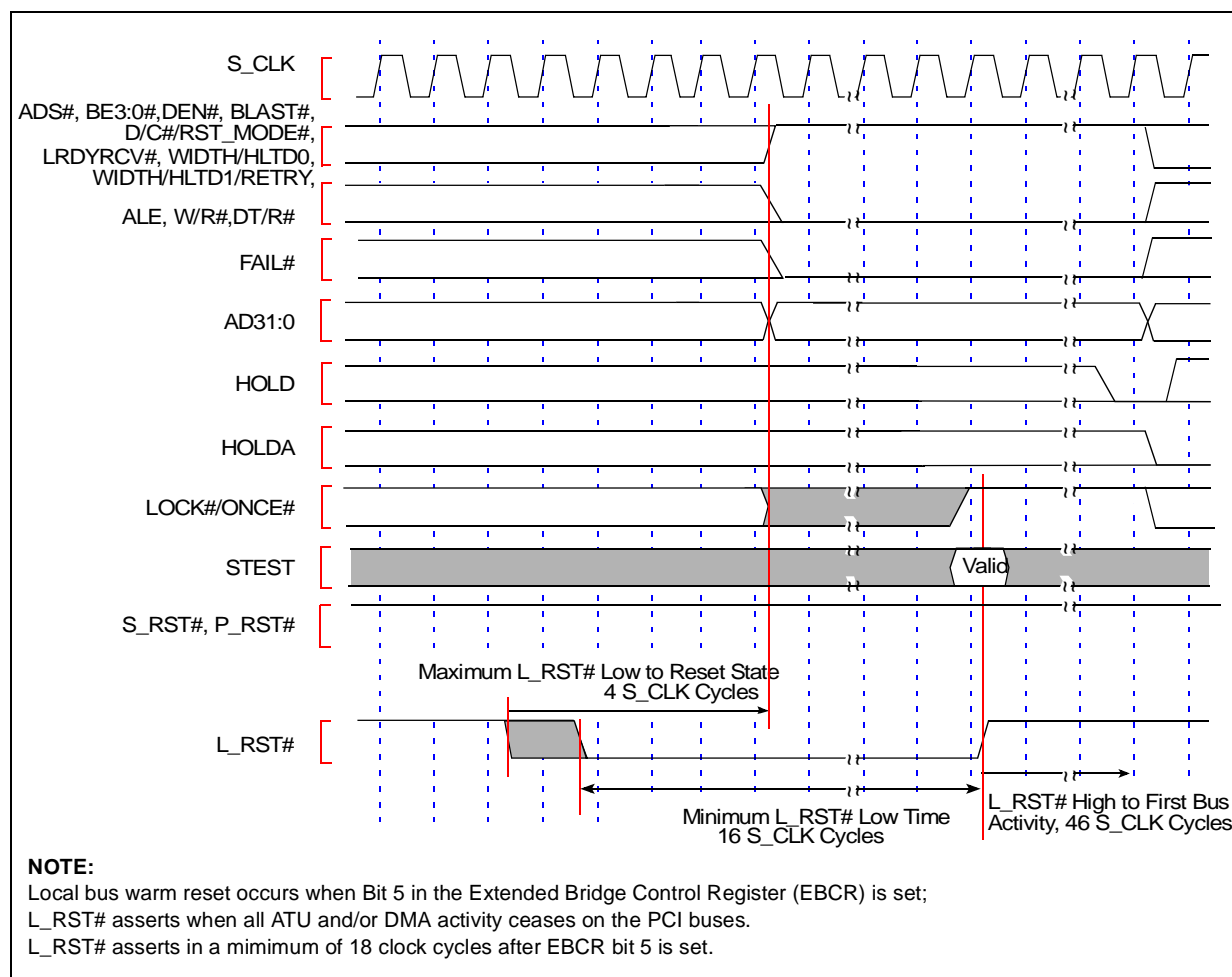 S_CLK
ADS#, BE3:0#,DEN#, BLAST#,
D/C#/RST_MODE#,
LRDYRCV#, WIDTH/HLTD0,
WIDTH/HLTD1/RETRY,
ALE, W/R#,DT/R#
FAIL#
AD31:0
HOLD
HOLDA
LOCK#/ONCE#
STEST
Valid
S_RST#, P_RST#
Maximum L_RST# Low to Reset State
4 S_CLK Cycles
L_RST#
Minimum L_RST# Low Time
16 S_CLK Cycles
L_RST# High to First Bus
Activity, 46 S_CLK Cycles
NOTE:
Local bus warm reset occurs when Bit 5 in the Extended Bridge Control Register (EBCR) is set;
L_RST# asserts when all ATU and/or DMA activity ceases on the PCI buses.
L_RST# asserts in a mimimum of 18 clock cycles after EBCR bit 5 is set.